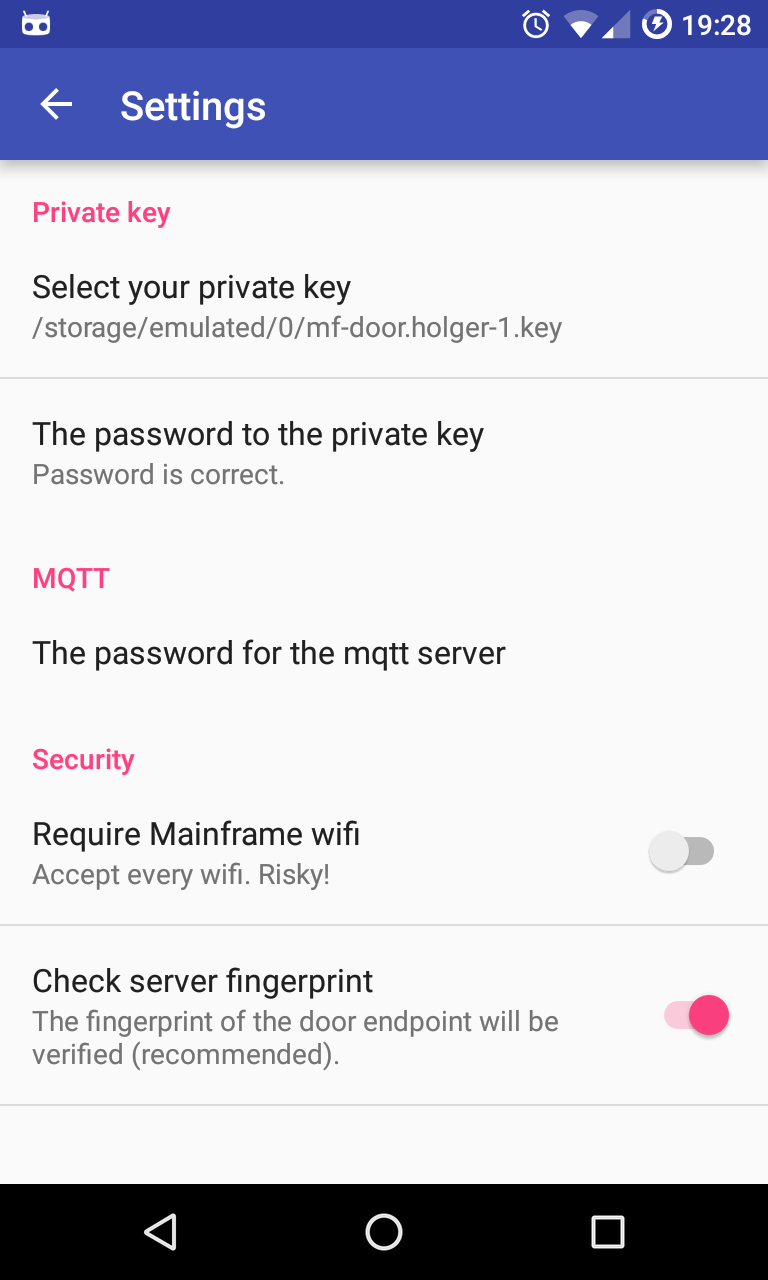 19:28
Settings
Private key
Select your private key
/storage/emulated/0/mf-door.holger-1.key
The password to the private key
Password is correct.
MQTT
The password for the mqtt server
Security
Require Mainframe wifi
Accept every wifi. Risky!
Check server fingerprint
The fingerprint of the door endpoint will be
verified (recommended).